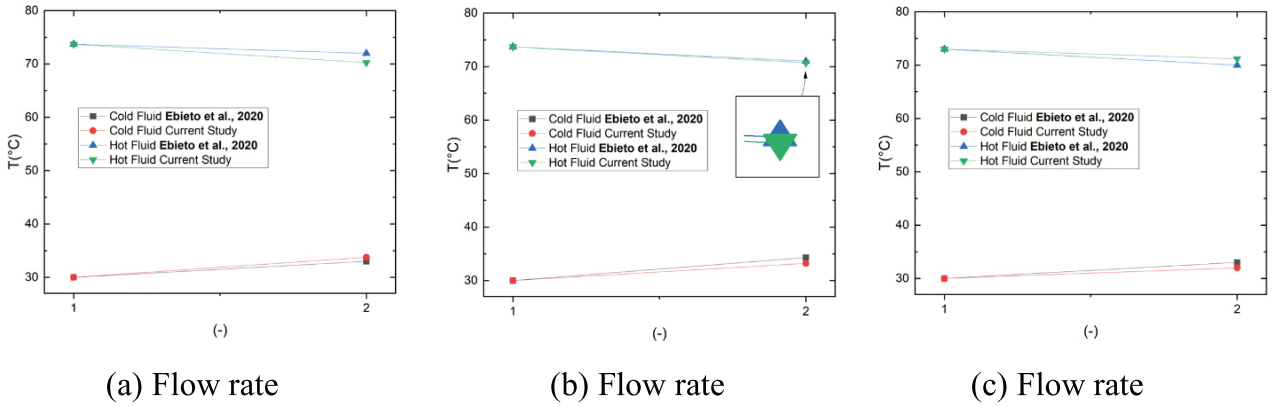 80
70
60
50
40
30
T(°C)
Cold Fluid Ebieto et al., 2020
Cold Fluid Current Study
Hot Fluid Ebieto et al., 2020
Hot Fluid Current Study
1
2
(-)
(a) Flow rate
80
70
60
50
40
30
T(°C)
Cold Fluid Ebieto et al., 2020
Cold Fluid Current Study
Hot Fluid Ebieto et al., 2020
Hot Fluid Current Study
1
2
(-)
(b) Flow rate
80
70
60
50
40
30
T(°C)
Cold Fluid Ebieto et al., 2020
Cold Fluid Current Study
Hot Fluid Ebieto et al., 2020
Hot Fluid Current Study
1
2
(-)
(c) Flow rate